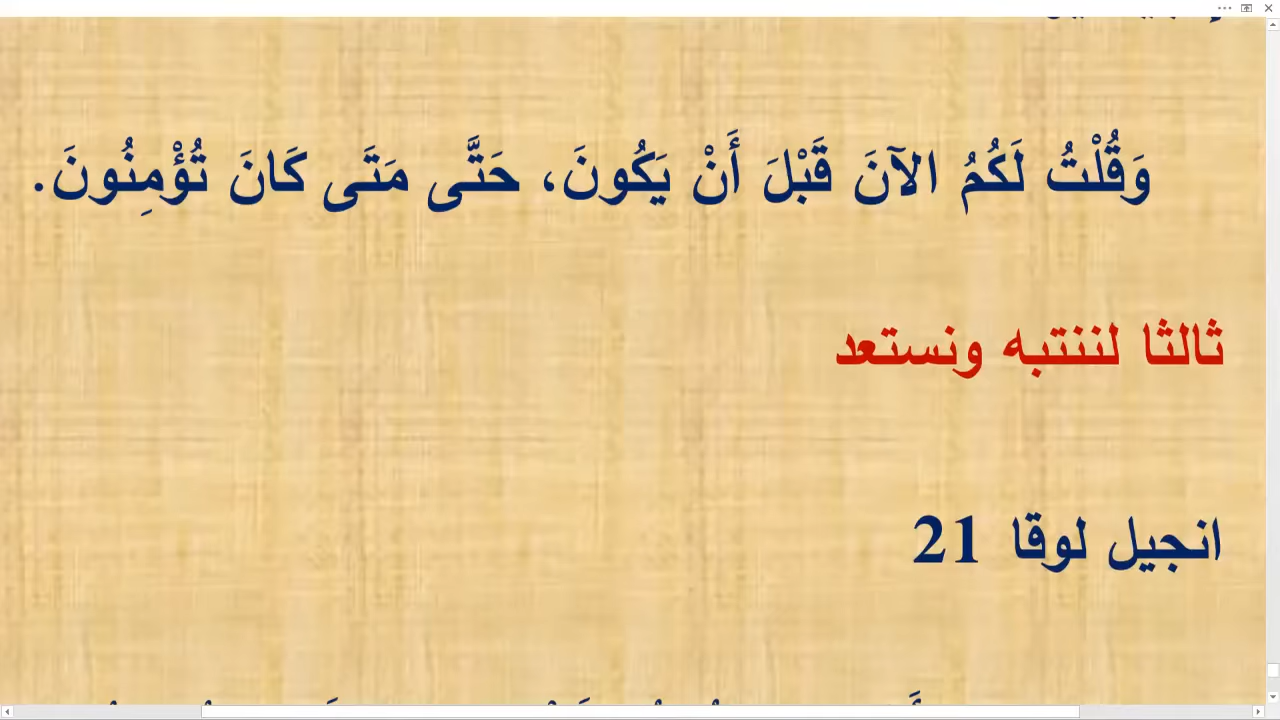 وَقُلْتُ لَكُمُ الآنَ قَبْلَ أَنْ يَكُونَ، حَتَّى مَتَى كَانَ تُؤْمِنُونَ.
ثالثا لننتبه ونستعد
انجيل لوقا 21